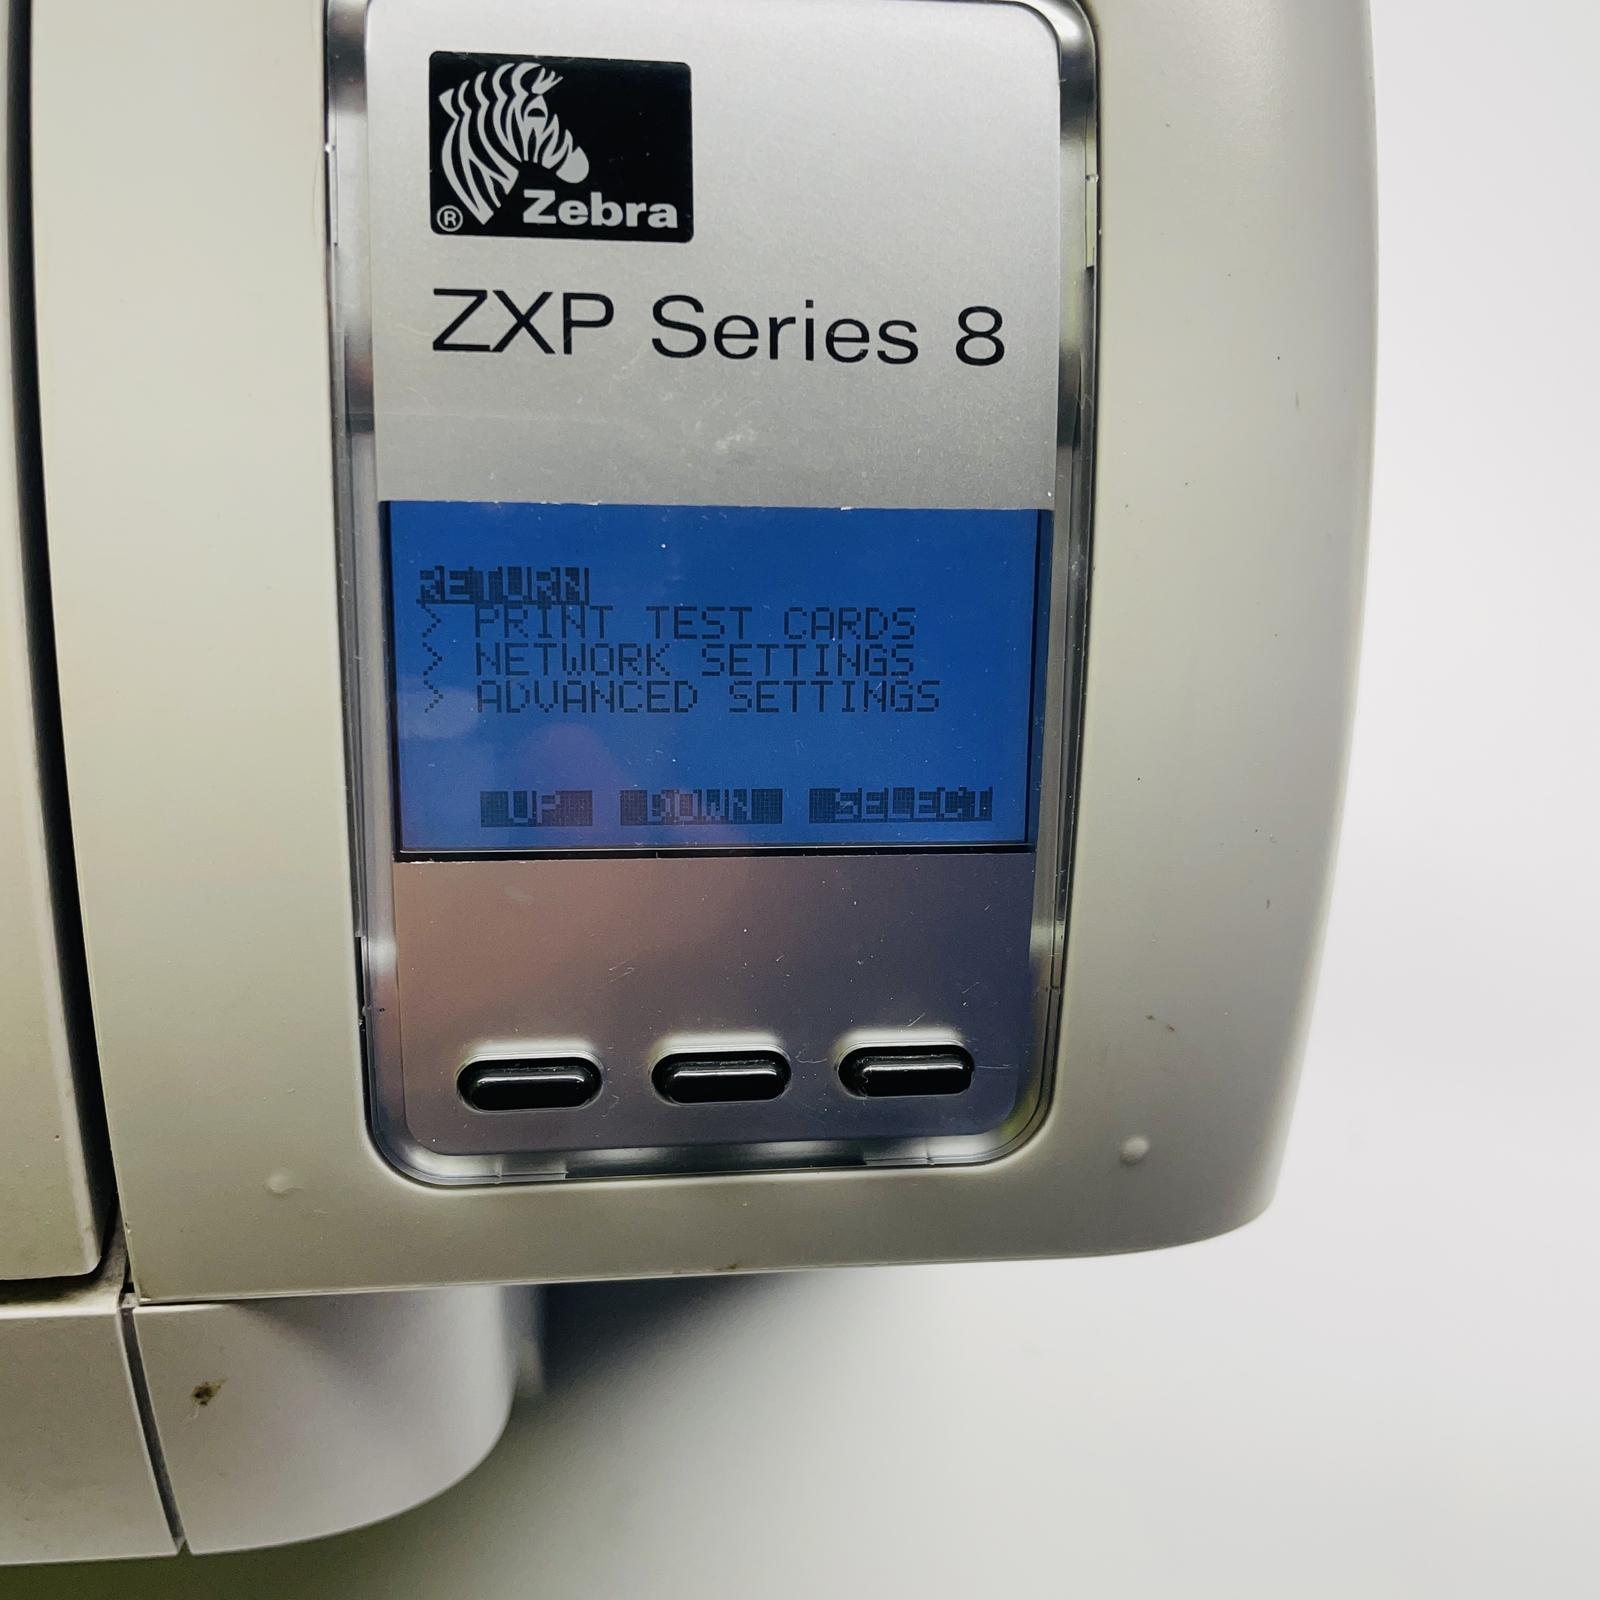 ® Zebra
ZXP Series 8
RETURN
> PRINT TEST CARDS
> NETWORK SETTINGS
> ADVANCED SETTINGS
UP DOWN SELECT